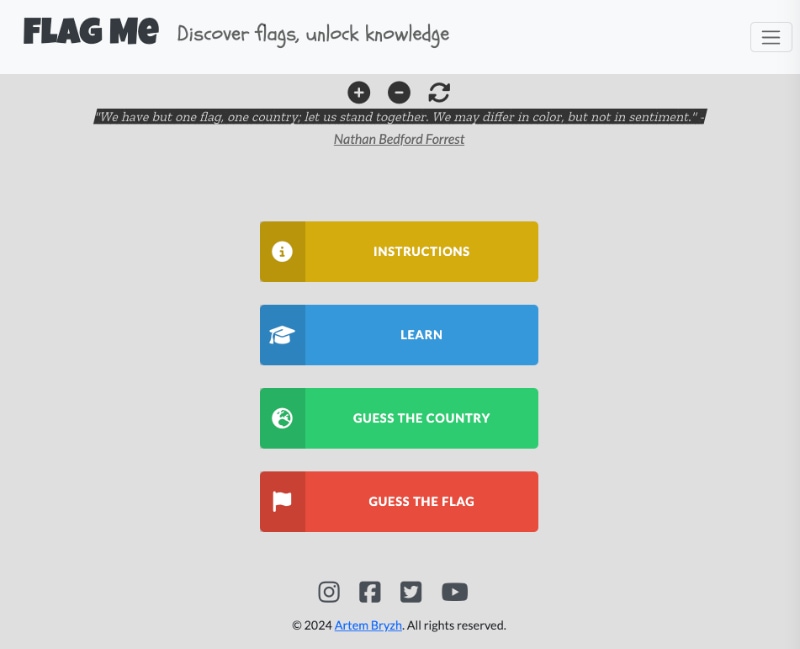 FLAG Me Discover flags, unlock knowledge
"We have but one flag, one country; let us stand together. We may differ in color, but not in sentiment." -
Nathan Bedford Forrest
INSTRUCTIONS
LEARN
GUESS THE COUNTRY
GUESS THE FLAG
© 2024 Artem Bryzh. All rights reserved.